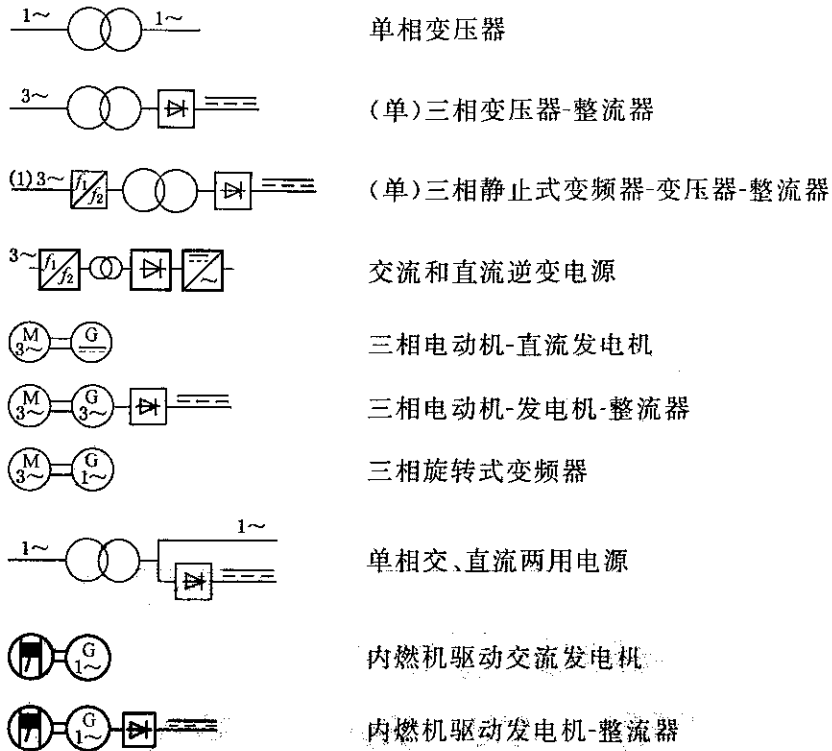 1～ 1～ 单相变压器
3～ (单)三相变压器-整流器
(1)3～ f₁ f₂ (单)三相静止式变频器-变压器-整流器
3～ f₁ f₂ ～ 交流和直流逆变电源
M 3～ G 三相电动机-直流发电机
M 3～ G 3～ 三相电动机-发电机-整流器
M 3～ G 1～ 三相旋转式变频器
1～ 1～ 单相交、直流两用电源
G 1～ 内燃机驱动交流发电机
G 1～ 内燃机驱动发电机-整流器